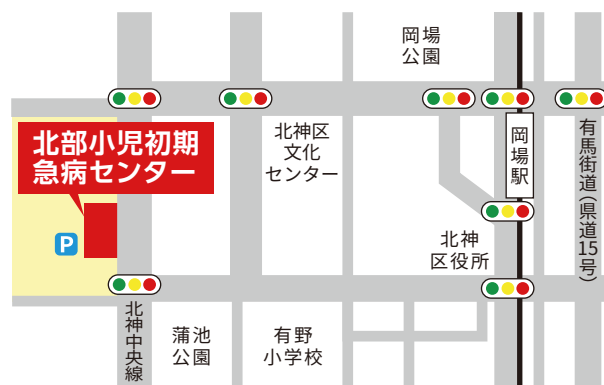 岡場
公園
北部小児初期
急病センター
北神区
文化
センター
岡場駅
有馬街道(県道15号)
P
北神
区役所
北神中央線
蒲池
公園
有野
小学校